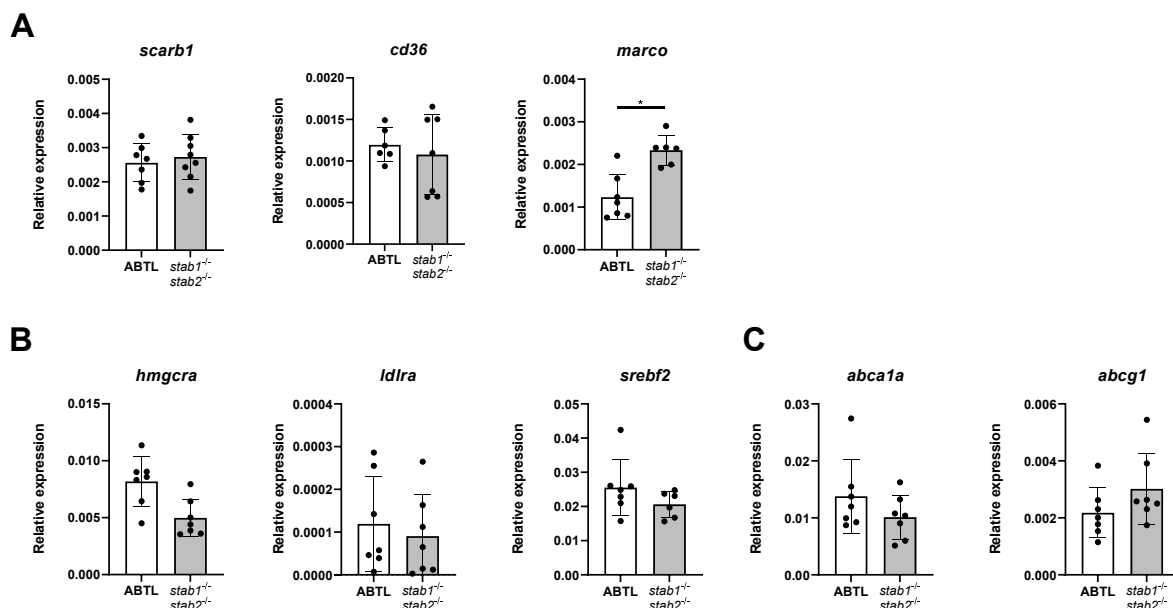 A
scarb1
Relative expression
0.005
0.004
0.003
0.002
0.001
0.000
ABTL
stab1-/-
stab2-/-
cd36
Relative expression
0.0020
0.0015
0.0010
0.0005
0.0000
ABTL
stab1-/-
stab2-/-
marco
Relative expression
0.004
0.003
0.002
0.001
0.000
*
ABTL
stab1-/-
stab2-/-
B
hmgcra
Relative expression
0.015
0.010
0.005
0.000
ABTL
stab1-/-
stab2-/-
ldlra
Relative expression
0.0004
0.0003
0.0002
0.0001
0.0000
ABTL
stab1-/-
stab2-/-
srebf2
Relative expression
0.05
0.04
0.03
0.02
0.01
0.00
ABTL
stab1-/-
stab2-/-
C
abca1a
Relative expression
0.03
0.02
0.01
0.00
ABTL
stab1-/-
stab2-/-
abcg1
Relative expression
0.006
0.004
0.002
0.000
ABTL
stab1-/-
stab2-/-